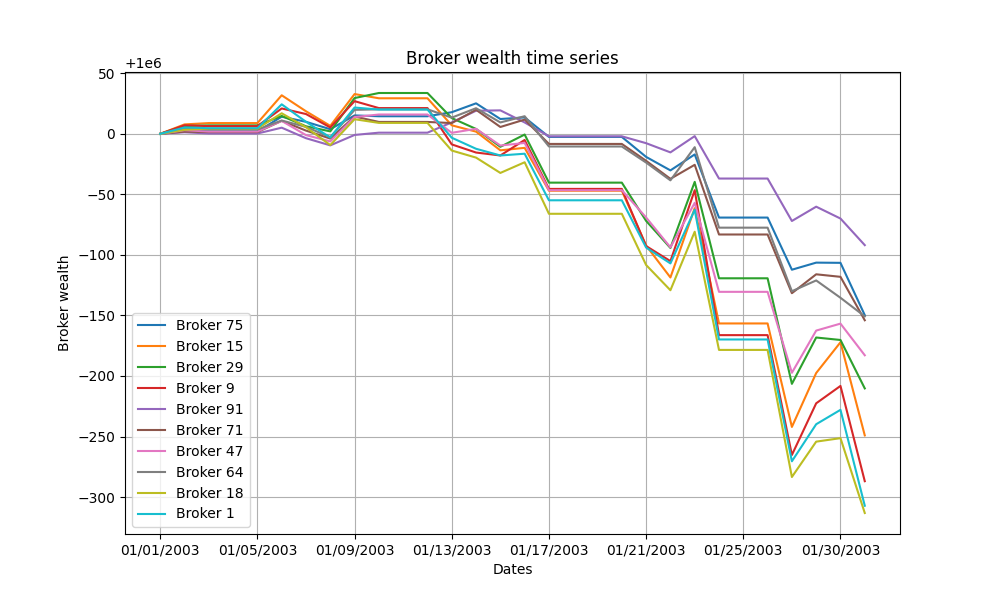 Broker wealth time series
+1e6
50
0
−50
−100
−150
−200
−250
−300
Broker wealth
Broker 75
Broker 15
Broker 29
Broker 9
Broker 91
Broker 71
Broker 47
Broker 64
Broker 18
Broker 1
01/01/2003 01/05/2003 01/09/2003 01/13/2003 01/17/2003 01/21/2003 01/25/2003 01/30/2003
Dates